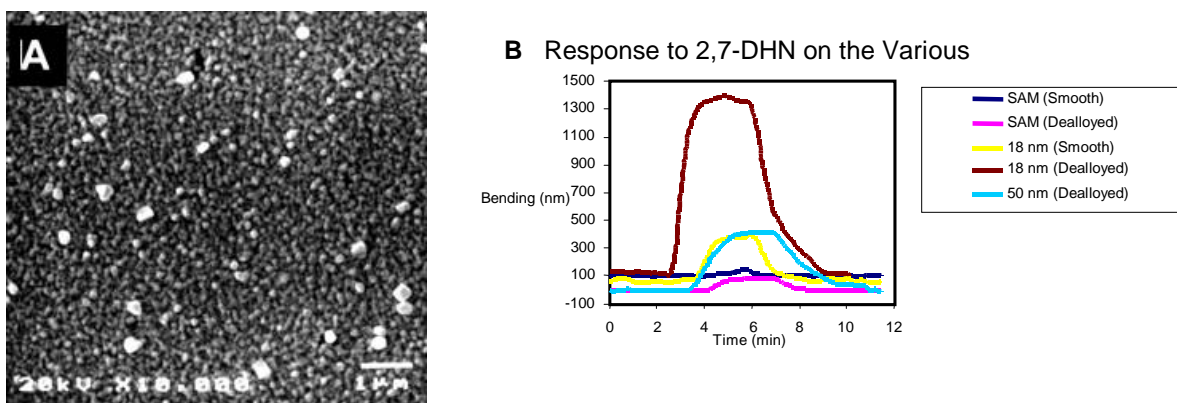 A
20kV X10,000 1µm
B Response to 2,7-DHN on the Various
1500
1300
1100
900
700
500
300
100
-100
Bending (nm)
0 2 4 6 8 10 12
Time (min)
SAM (Smooth)
SAM (Dealloyed)
18 nm (Smooth)
18 nm (Dealloyed)
50 nm (Dealloyed)